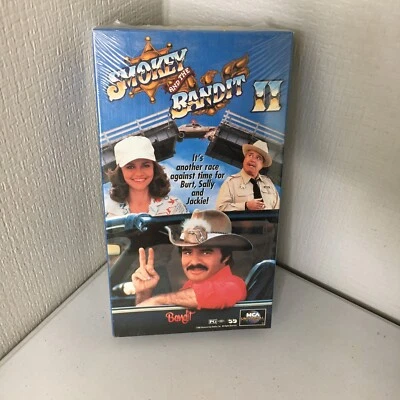 SMOKEY
AND THE
BANDIT II
It's
another race
against time for
Burt, Sally
and
Jackie!
Bandit
PG
MCA